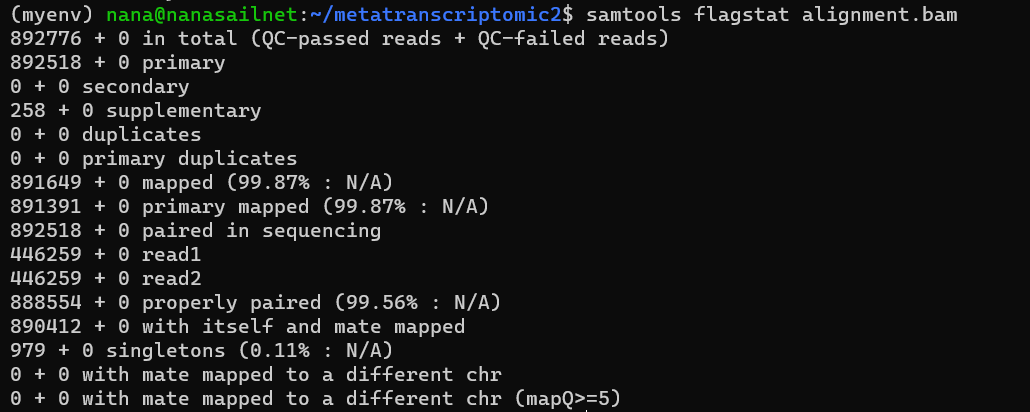 (myenv) nana@nanasailnet:~/metatranscriptomic2$ samtools flagstat alignment.bam
892776 + 0 in total (QC-passed reads + QC-failed reads)
892518 + 0 primary
0 + 0 secondary
258 + 0 supplementary
0 + 0 duplicates
0 + 0 primary duplicates
891649 + 0 mapped (99.87% : N/A)
891391 + 0 primary mapped (99.87% : N/A)
892518 + 0 paired in sequencing
446259 + 0 read1
446259 + 0 read2
888554 + 0 properly paired (99.56% : N/A)
890412 + 0 with itself and mate mapped
979 + 0 singletons (0.11% : N/A)
0 + 0 with mate mapped to a different chr
0 + 0 with mate mapped to a different chr (mapQ>=5)